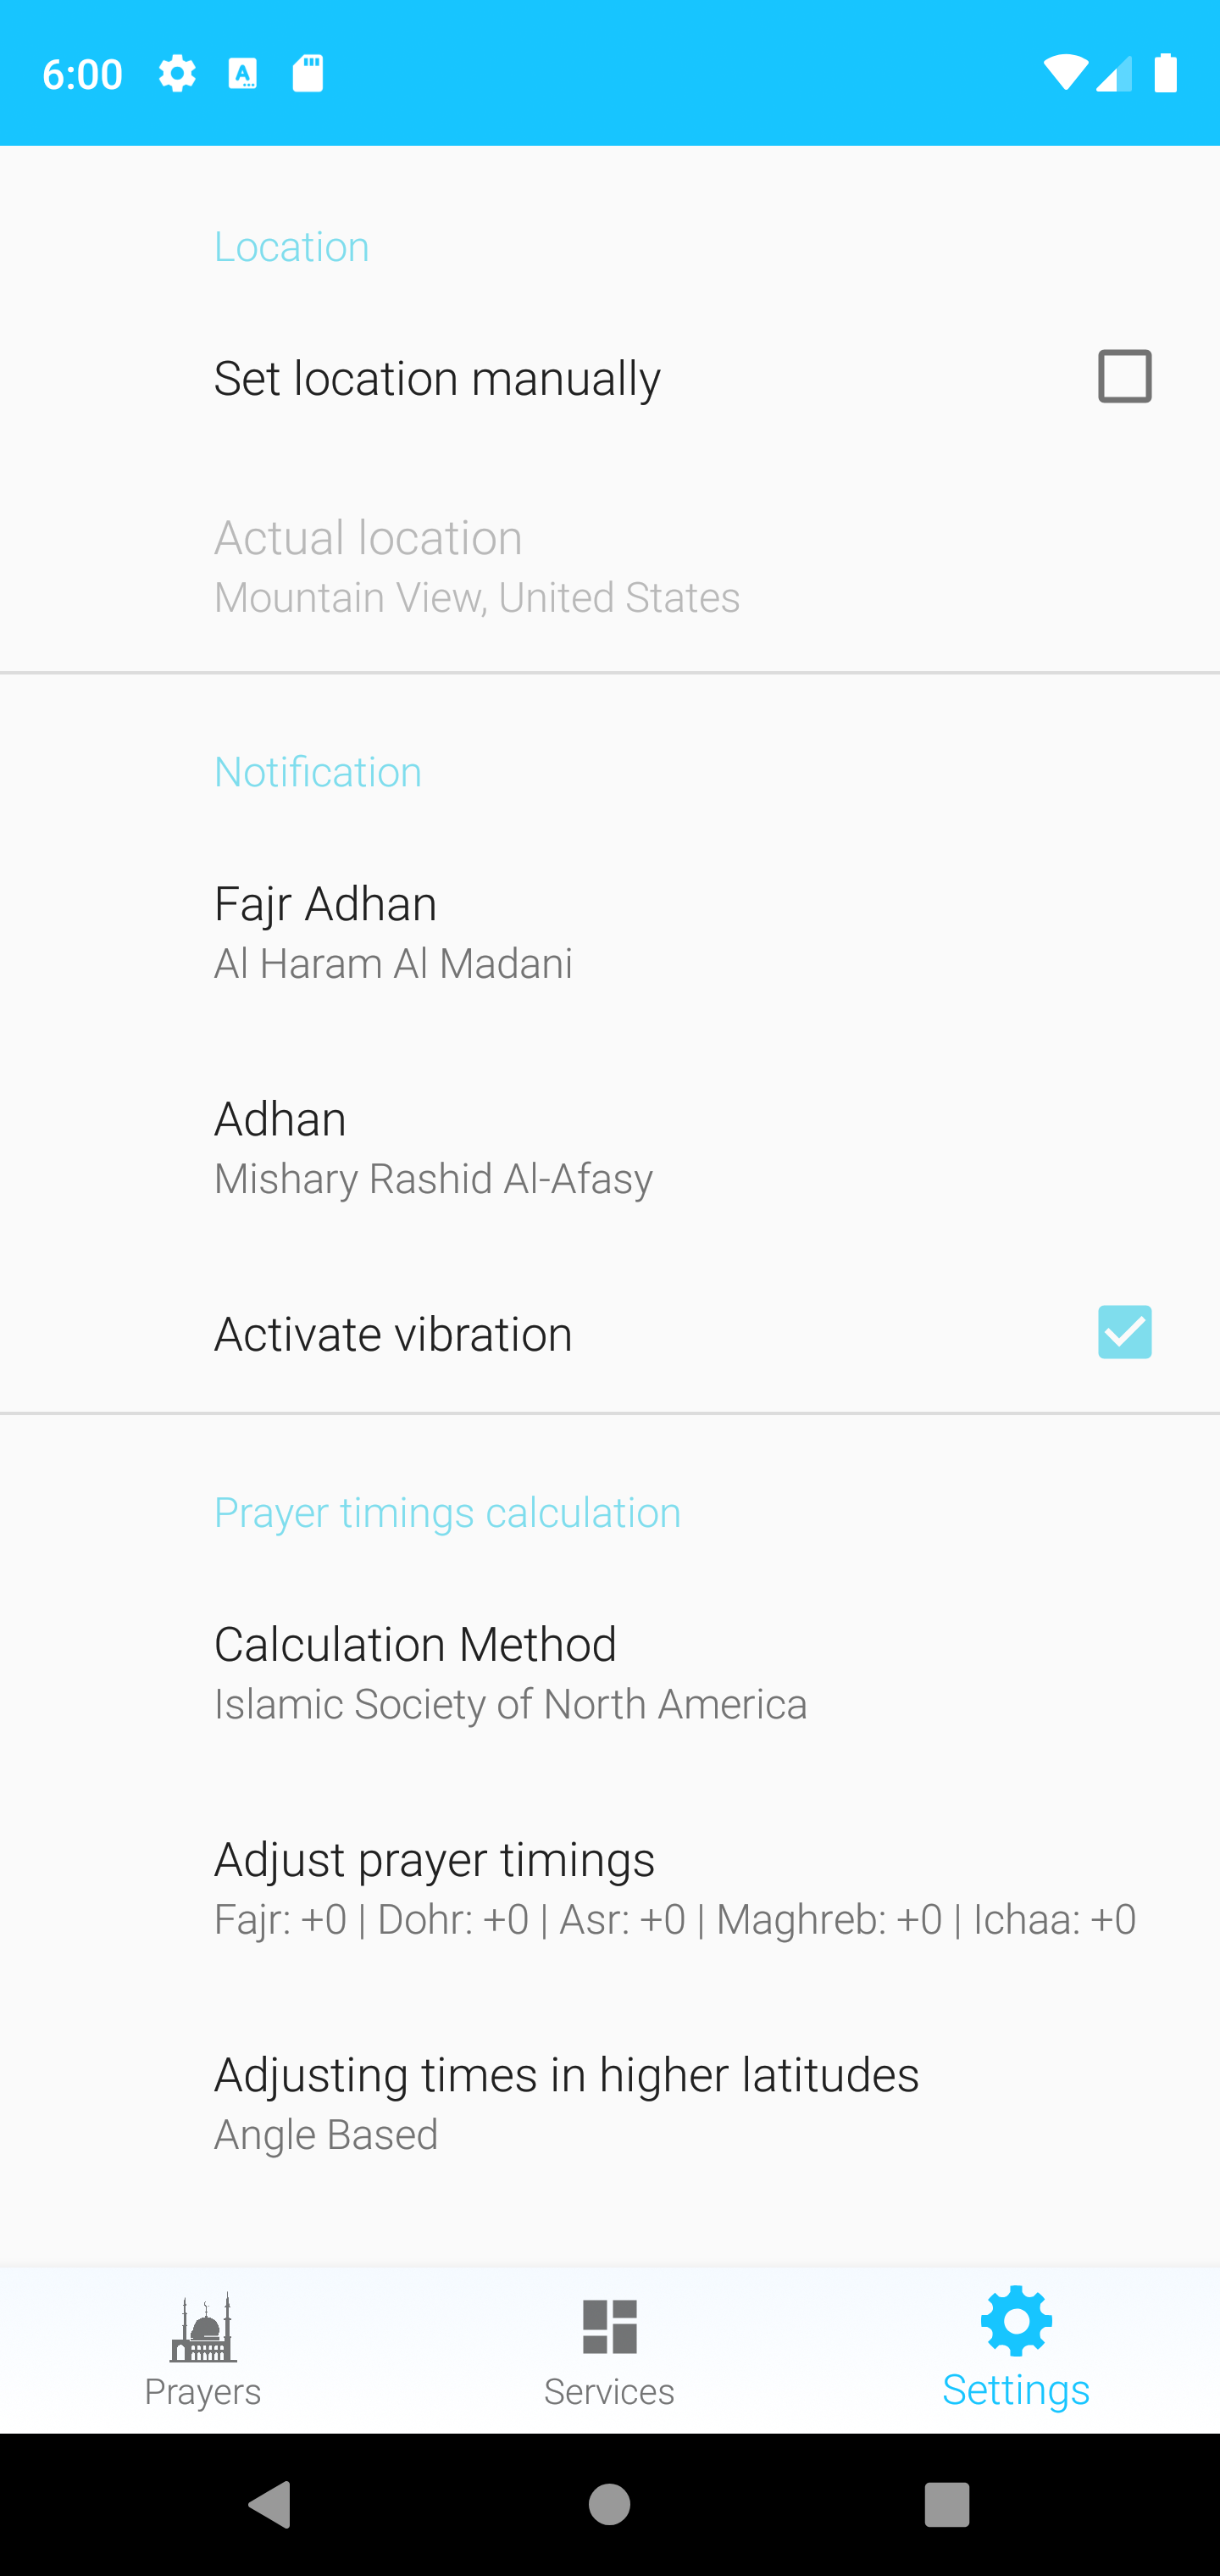 6:00
Location
Set location manually
Actual location
Mountain View, United States
Notification
Fajr Adhan
Al Haram Al Madani
Adhan
Mishary Rashid Al-Afasy
Activate vibration
Prayer timings calculation
Calculation Method
Islamic Society of North America
Adjust prayer timings
Fajr: +0 | Dohr: +0 | Asr: +0 | Maghreb: +0 | Ichaa: +0
Adjusting times in higher latitudes
Angle Based
Prayers
Services
Settings